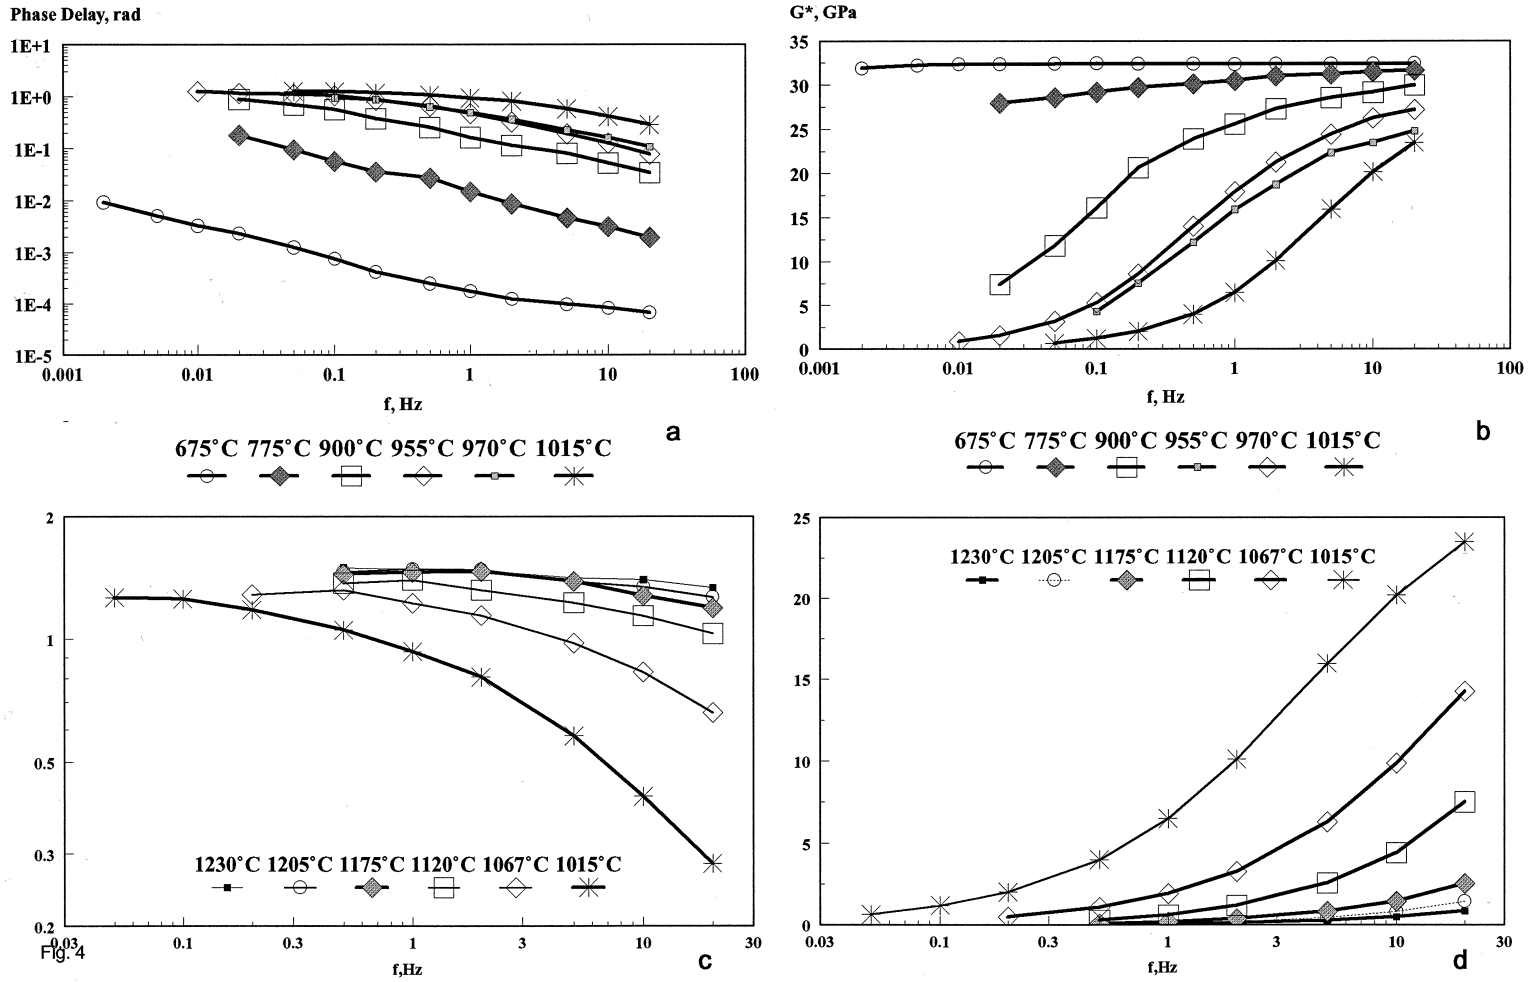 Phase Delay, rad
1E+1
1E+0
1E-1
1E-2
1E-3
1E-4
1E-5
0.001 0.01 0.1 1 10 100
f, Hz
a
675°C 775°C 900°C 955°C 970°C 1015°C
G*, GPa
35
30
25
20
15
10
5
0
0.001 0.01 0.1 1 10 100
f, Hz
b
675°C 775°C 900°C 955°C 970°C 1015°C
2
1
0.5
0.3
0.2
1230°C 1205°C 1175°C 1120°C 1067°C 1015°C
0.03 0.1 0.3 1 3 10 30
f,Hz
c
Fig. 4
25
20
15
10
5
0
1230°C 1205°C 1175°C 1120°C 1067°C 1015°C
0.03 0.1 0.3 1 3 10 30
f,Hz
d